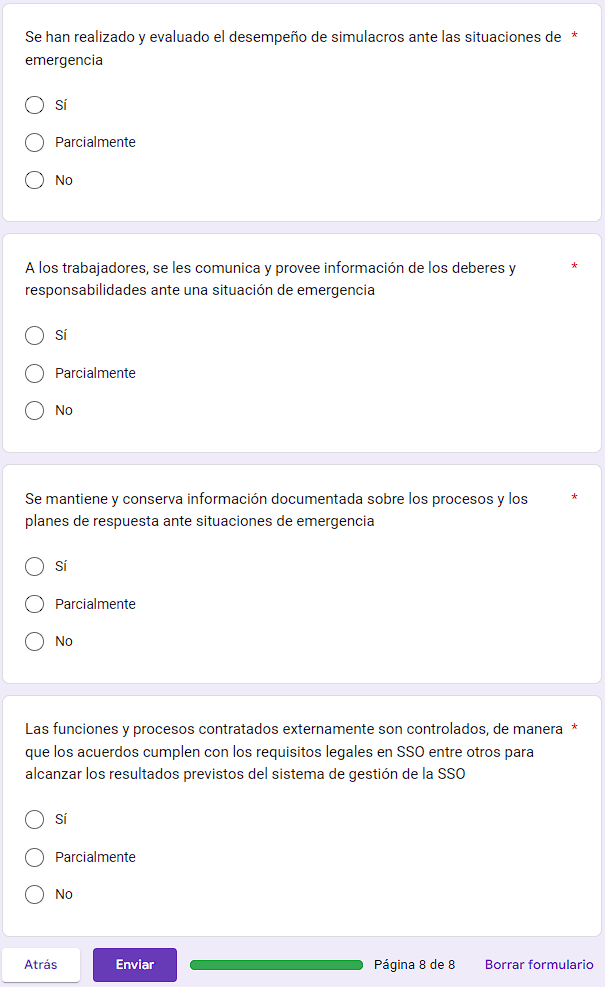 Se han realizado y evaluado el desempeño de simulacros ante las situaciones de *
emergencia
Sí
Parcialmente
No
A los trabajadores, se les comunica y provee información de los deberes y *
responsabilidades ante una situación de emergencia
Sí
Parcialmente
No
Se mantiene y conserva información documentada sobre los procesos y los *
planes de respuesta ante situaciones de emergencia
Sí
Parcialmente
No
Las funciones y procesos contratados externamente son controlados, de manera *
que los acuerdos cumplen con los requisitos legales en SSO entre otros para
alcanzar los resultados previstos del sistema de gestión de la SSO
Sí
Parcialmente
No
Atrás Enviar Página 8 de 8 Borrar formulario